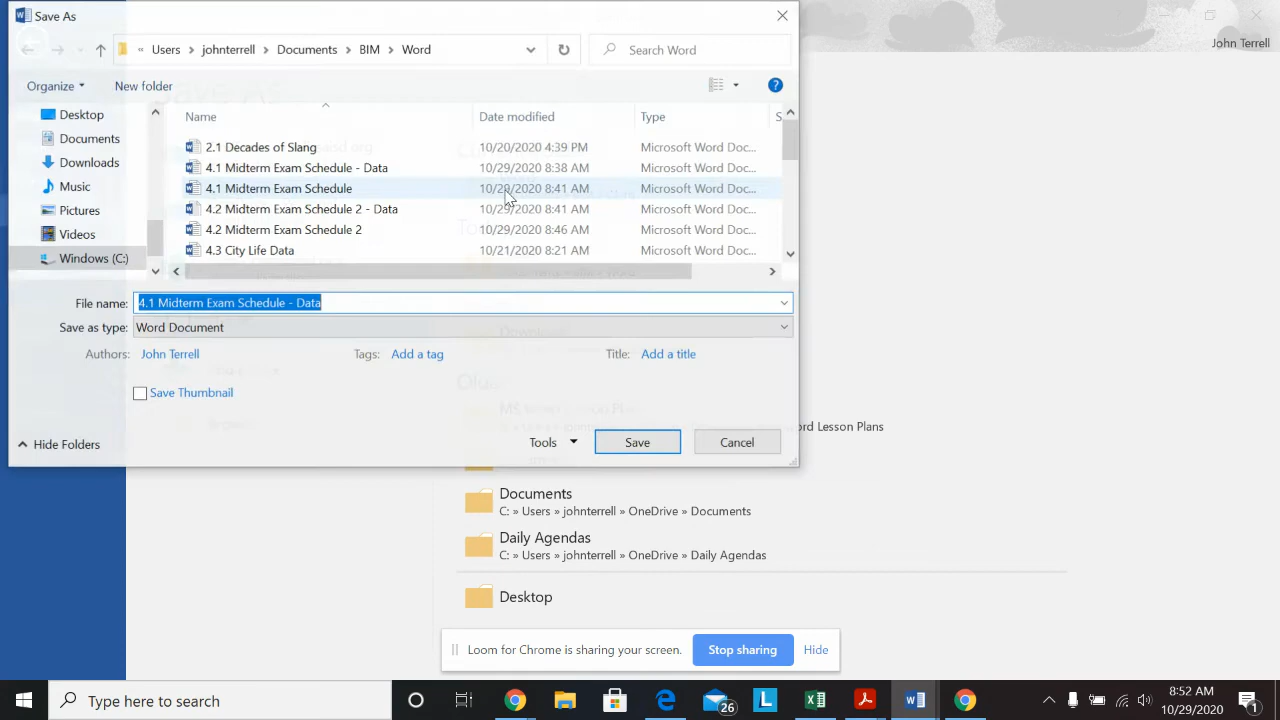 Save As
« Users > johnterrell > Documents > BIM > Word
Search Word
John Terrell
Organize
New folder
Name
Date modified
Type
S
Desktop
Documents
Downloads
Music
Pictures
Videos
Windows (C:)
2.1 Decades of Slang 10/20/2020 4:39 PM Microsoft Word Doc...
4.1 Midterm Exam Schedule - Data 10/29/2020 8:38 AM Microsoft Word Doc...
4.1 Midterm Exam Schedule 10/29/2020 8:41 AM Microsoft Word Doc...
4.2 Midterm Exam Schedule 2 - Data 10/29/2020 8:41 AM Microsoft Word Doc...
4.2 Midterm Exam Schedule 2 10/29/2020 8:46 AM Microsoft Word Doc...
4.3 City Life Data 10/21/2020 8:21 AM Microsoft Word Doc...
File name: 4.1 Midterm Exam Schedule - Data
Save as type: Word Document
Authors: John Terrell
Tags: Add a tag
Title: Add a title
Save Thumbnail
Hide Folders
Tools
Save
Cancel
ord Lesson Plans
Documents
C: » Users » johnterrell » OneDrive » Documents
Daily Agendas
C: » Users » johnterrell » OneDrive » Daily Agendas
Desktop
Loom for Chrome is sharing your screen.
Stop sharing
Hide
Type here to search
26
L
8:52 AM
10/29/2020
1